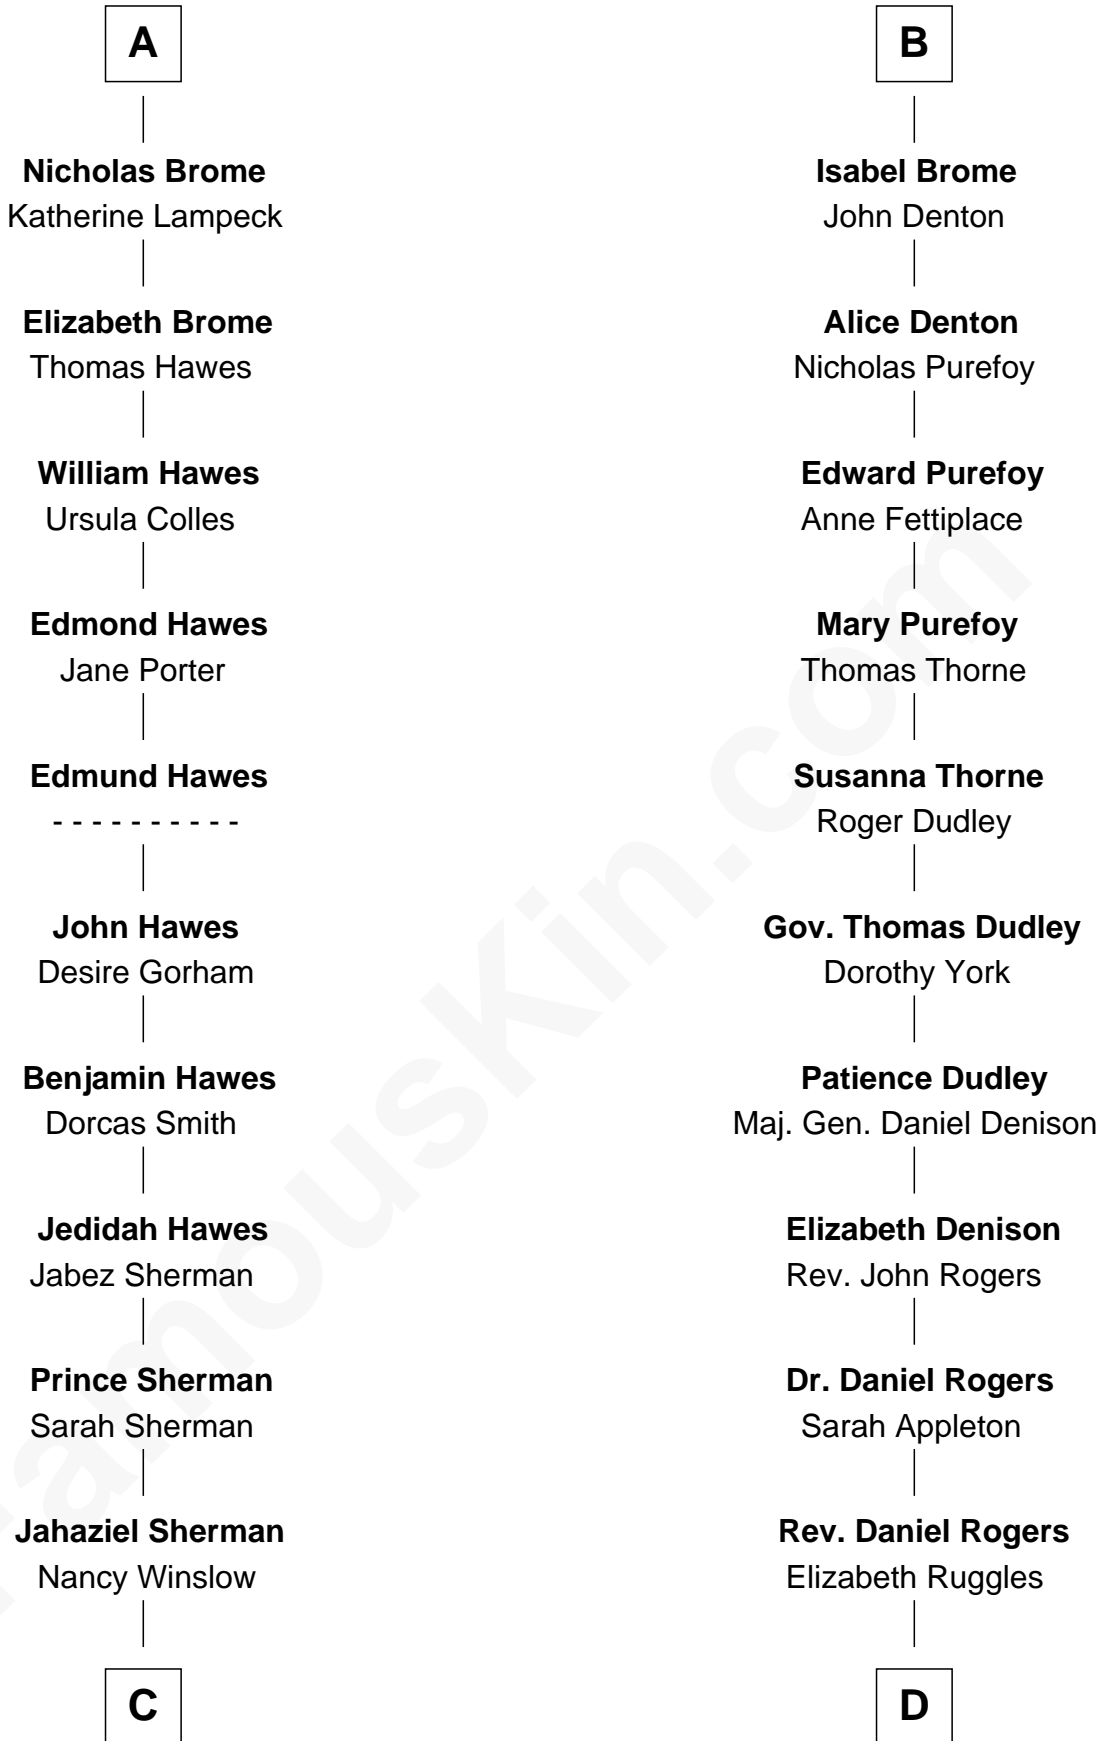 A
Nicholas Brome
Katherine Lampeck
Elizabeth Brome
Thomas Hawes
William Hawes
Ursula Colles
Edmond Hawes
Jane Porter
Edmund Hawes
- - - - - - - - - -
John Hawes
Desire Gorham
Benjamin Hawes
Dorcas Smith
Jedidah Hawes
Jabez Sherman
Prince Sherman
Sarah Sherman
Jahaziel Sherman
Nancy Winslow
C
B
Isabel Brome
John Denton
Alice Denton
Nicholas Purefoy
Edward Purefoy
Anne Fettiplace
Mary Purefoy
Thomas Thorne
Susanna Thorne
Roger Dudley
Gov. Thomas Dudley
Dorothy York
Patience Dudley
Maj. Gen. Daniel Denison
Elizabeth Denison
Rev. John Rogers
Dr. Daniel Rogers
Sarah Appleton
Rev. Daniel Rogers
Elizabeth Ruggles
D
FamousKin.com